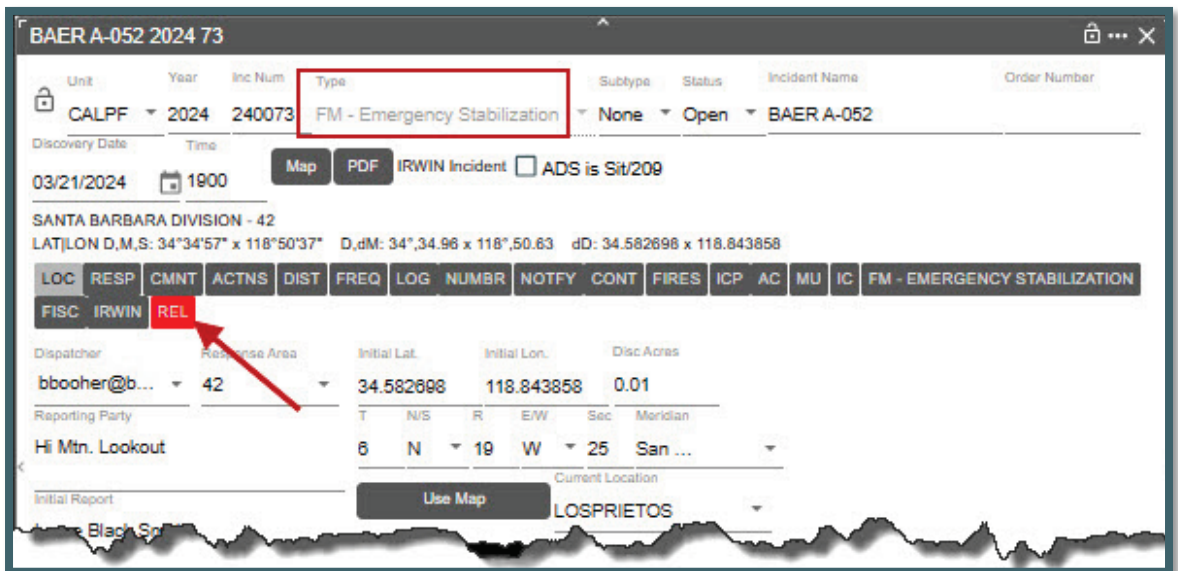 BAER A-052 2024 73
Unit Year Inc Num Type Subtype Status Incident Name Order Number
CALPF 2024 240073 FM - Emergency Stabilization None Open BAER A-052
Discovery Date Time
03/21/2024 1900 Map PDF IRWIN Incident ADS is Sit/209
SANTA BARBARA DIVISION - 42
LAT|LON D,M,S: 34°34'57" x 118°50'37" D,dM: 34°,34.96 x 118°,50.63 dD: 34.582698 x 118.843858
LOC RESP CMNT ACTNS DIST FREQ LOG NUMBR NOTFY CONT FIRES ICP AC MU IC FM - EMERGENCY STABILIZATION
FISC IRWIN REL
Dispatcher Response Area Initial Lat. Initial Lon. Disc Acres
bbooher@b... 42 34.582698 118.843858 0.01
Reporting Party T N/S R E/W Sec Meridian
Hi Mtn. Lookout 6 N 19 W 25 San ...
Current Location
Initial Report Use Map LOSPRIETOS